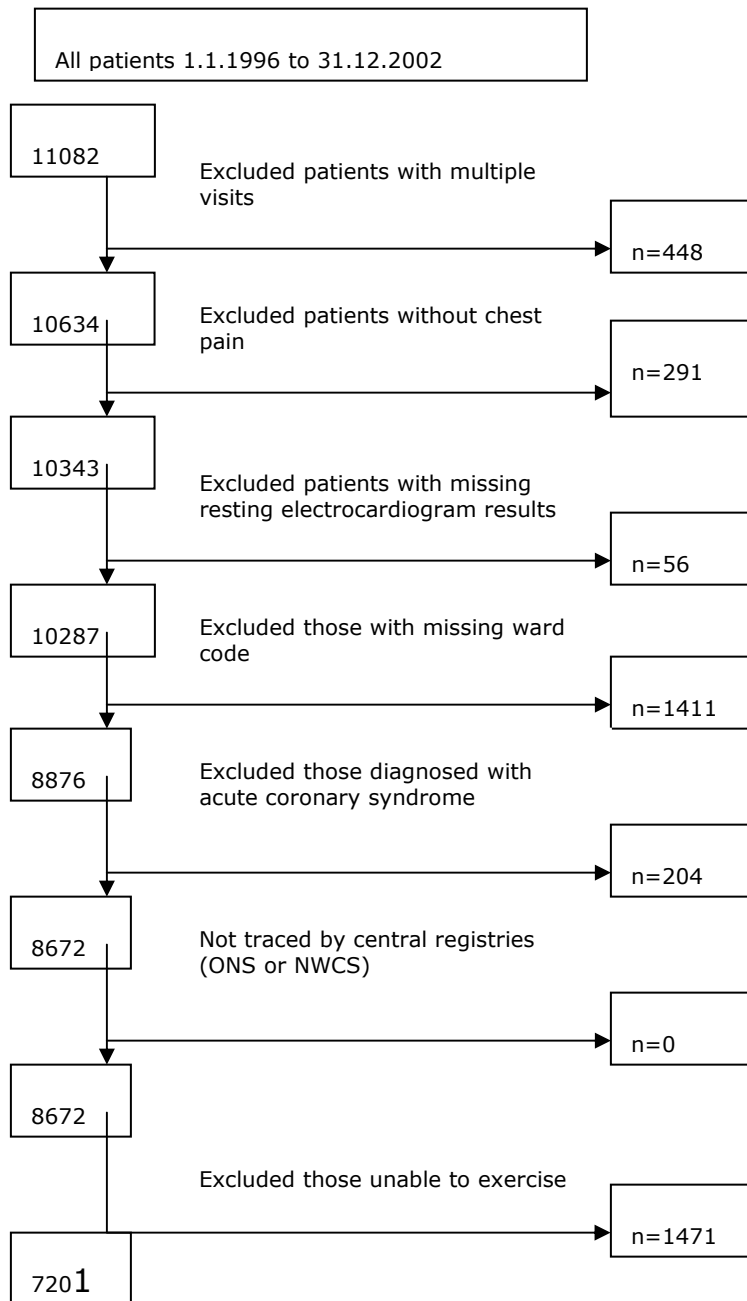 All patients 1.1.1996 to 31.12.2002
11082
Excluded patients with multiple
visits
n=448
10634
Excluded patients without chest
pain
n=291
10343
Excluded patients with missing
resting electrocardiogram results
n=56
10287
Excluded those with missing ward
code
n=1411
8876
Excluded those diagnosed with
acute coronary syndrome
n=204
8672
Not traced by central registries
(ONS or NWCS)
n=0
8672
Excluded those unable to exercise
n=1471
7201